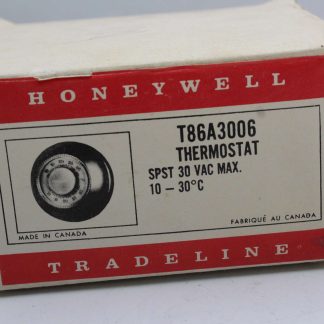 HONEYWELL
T86A3006
THERMOSTAT
SPST 30 VAC MAX.
10 – 30°C
MADE IN CANADA
FABRIQUÉ AU CANADA
TRADELINE